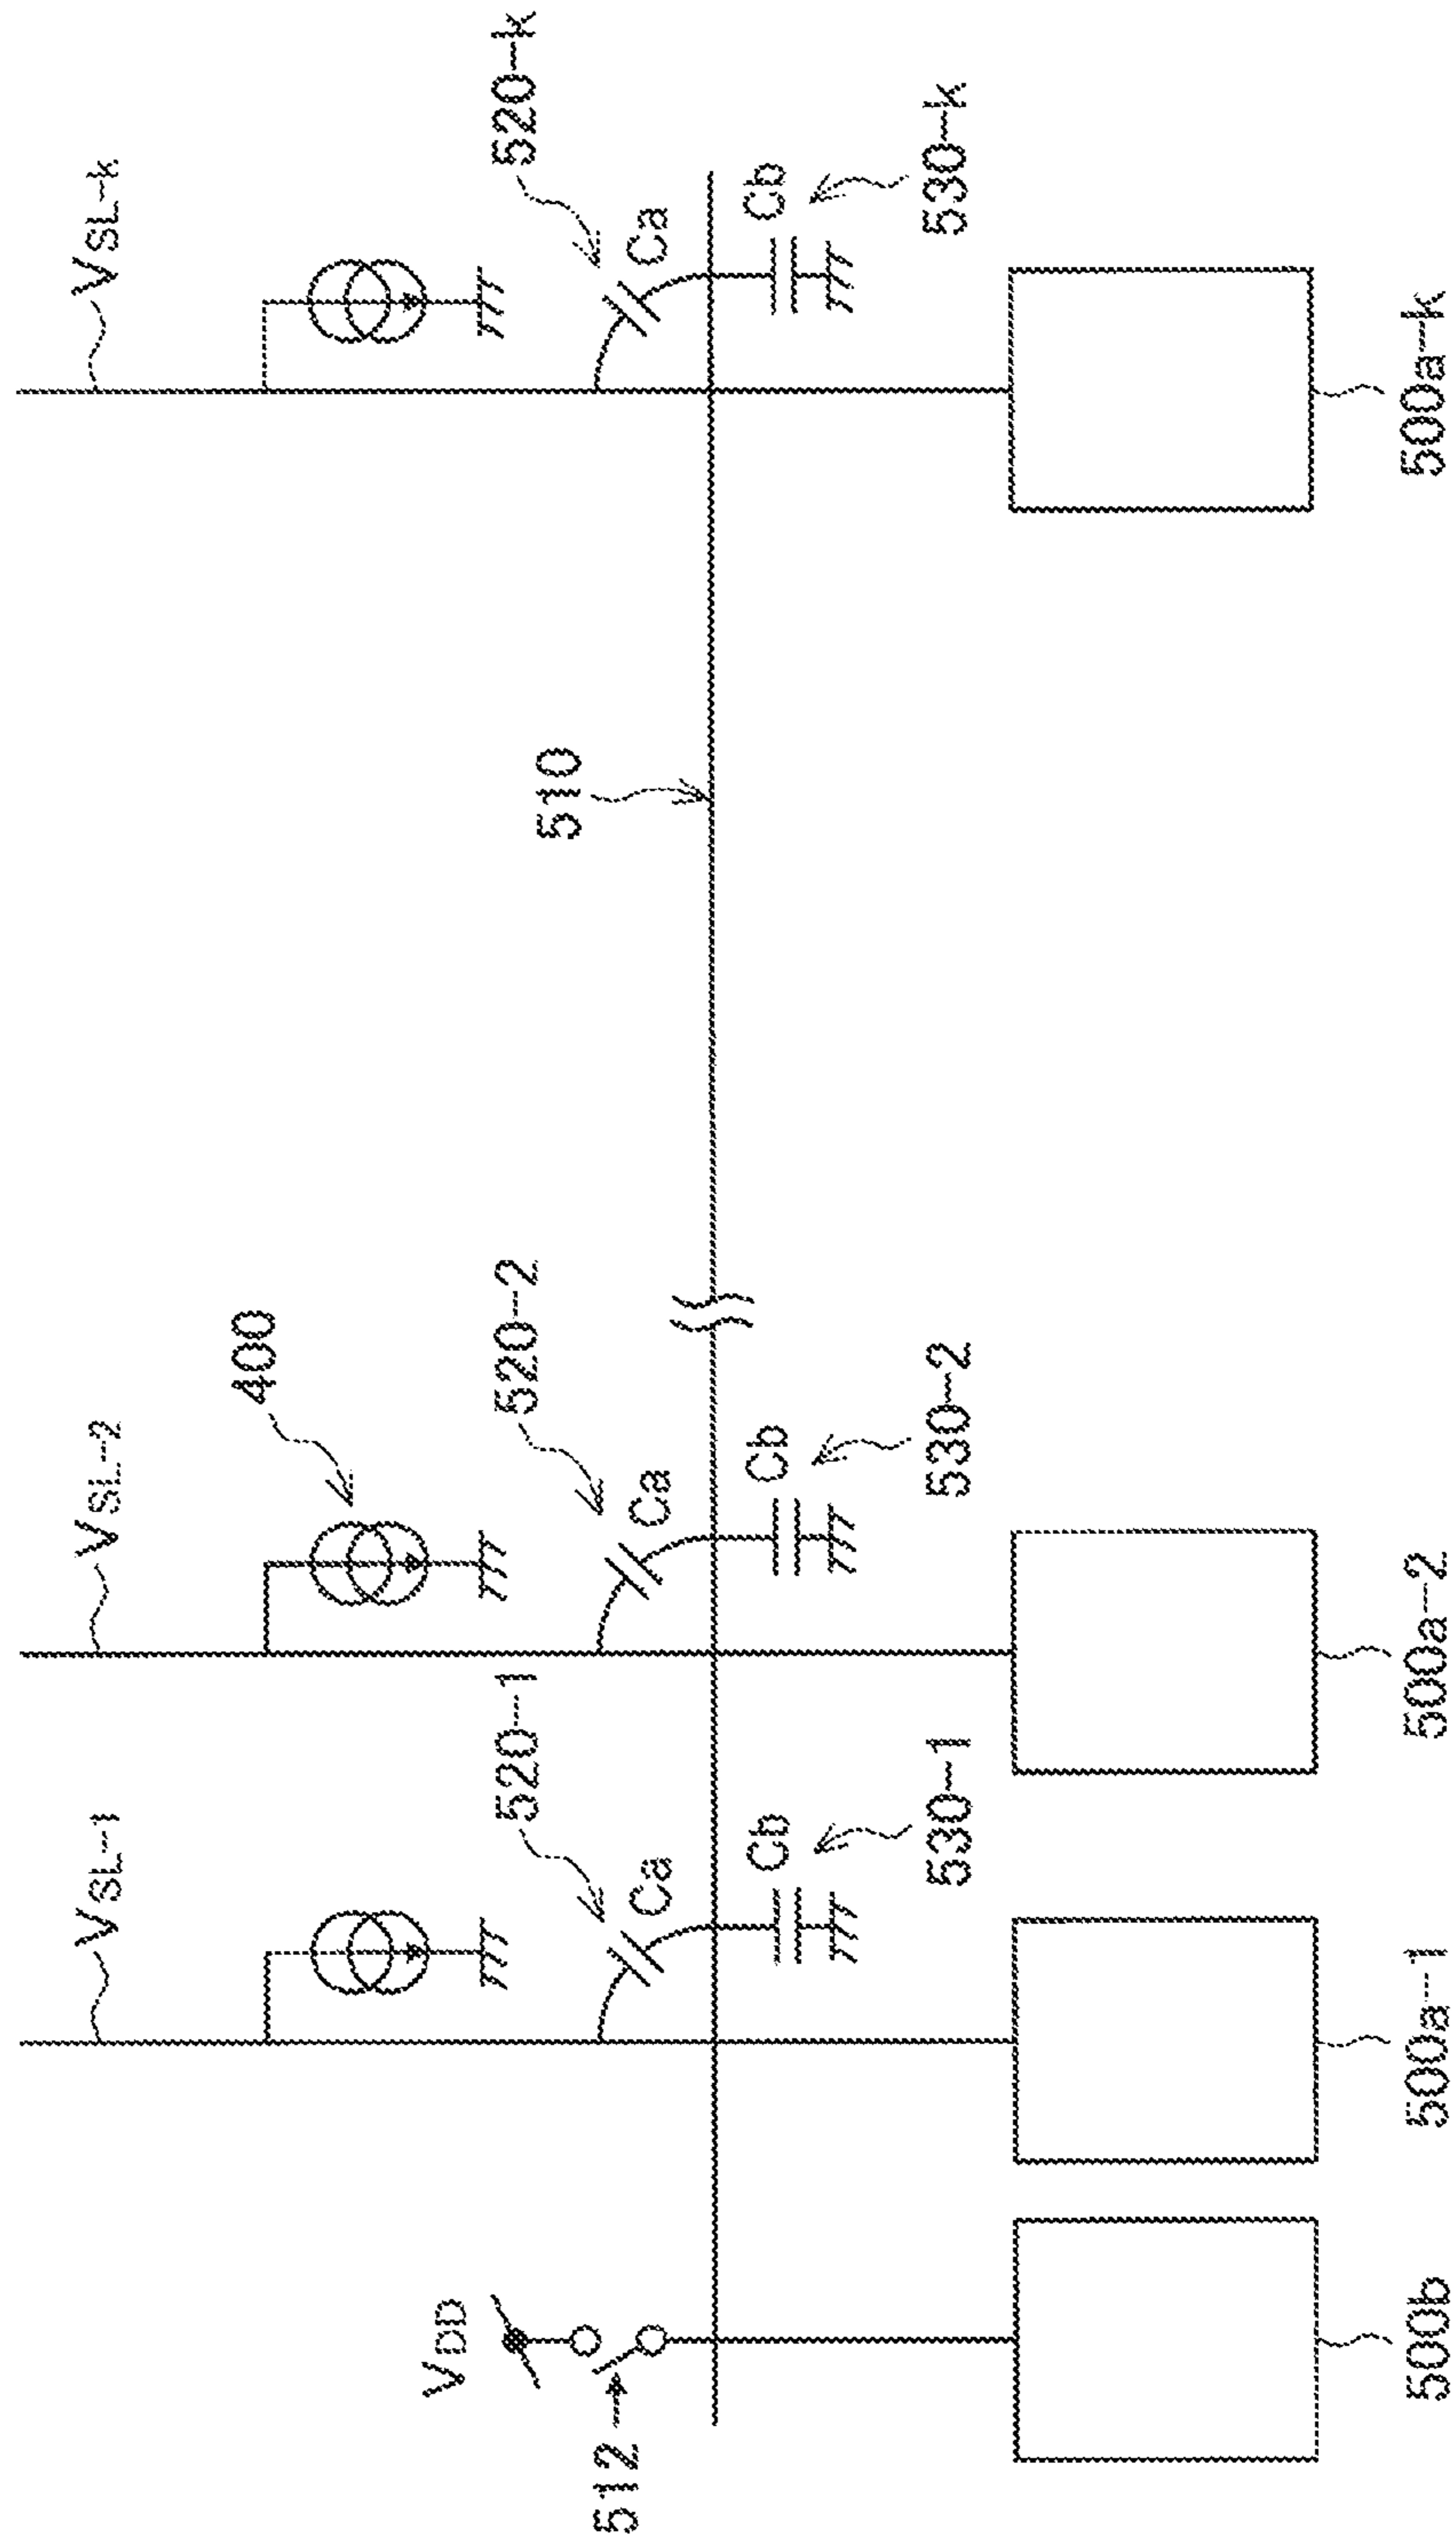 VSL-1
VSL-2
VSL-k
400
VDD
520-1
520-2
520-k
510
512
Ca
Ca
Ca
Cb
Cb
Cb
530-1
530-2
530-k
500b
500a-1
500a-2
500a-k